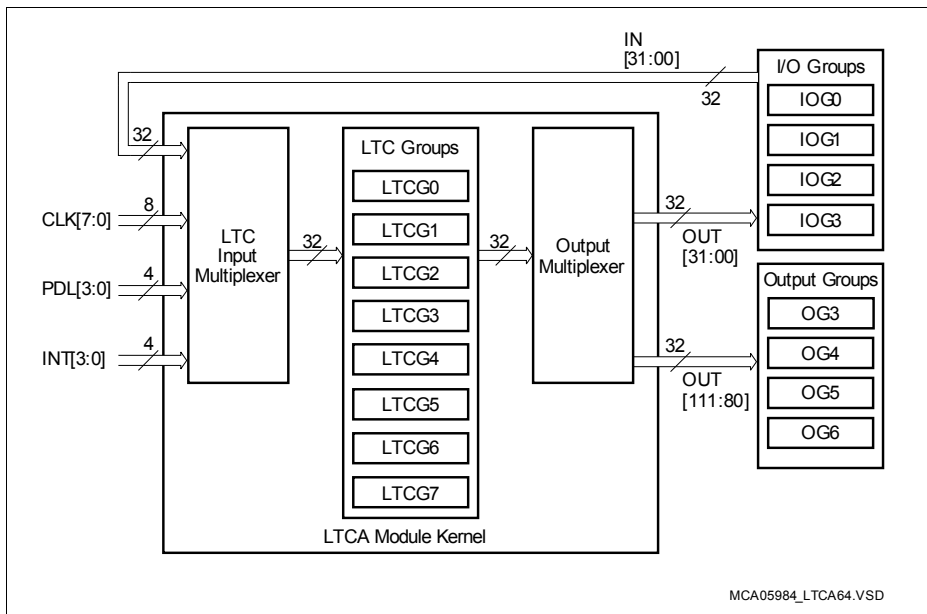 IN
[31:00]
32
I/O Groups
IOG0
IOG1
IOG2
IOG3
32
CLK[7:0]
8
PDL[3:0]
4
INT[3:0]
4
LTC
Input
Multiplexer
32
LTC Groups
LTCG0
LTCG1
LTCG2
LTCG3
LTCG4
LTCG5
LTCG6
LTCG7
32
Output
Multiplexer
32
OUT
[31:00]
32
OUT
[111:80]
Output Groups
OG3
OG4
OG5
OG6
LTCA Module Kernel
MCA05984_LTCA64.VSD